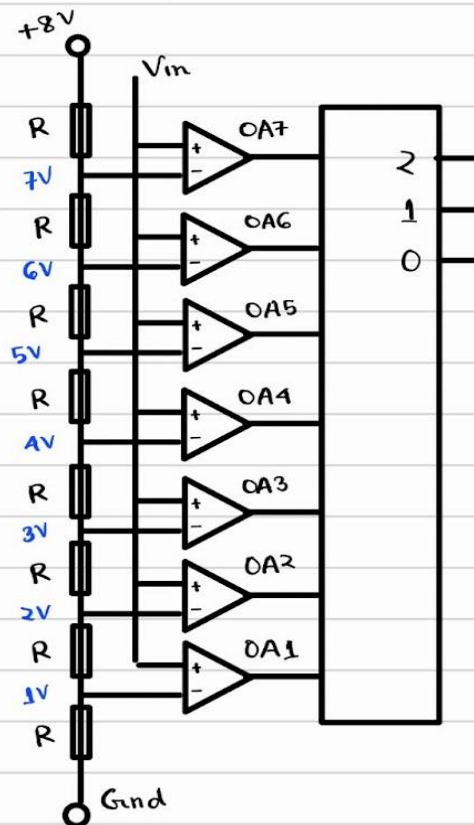 +8V
Vin
R
OA7
7V
2
R
OA6
1
6V
0
R
OA5
5V
R
OA4
4V
R
OA3
3V
R
OA2
2V
R
OA1
1V
R
Gnd
+
-
+
-
+
-
+
-
+
-
+
-
+
-